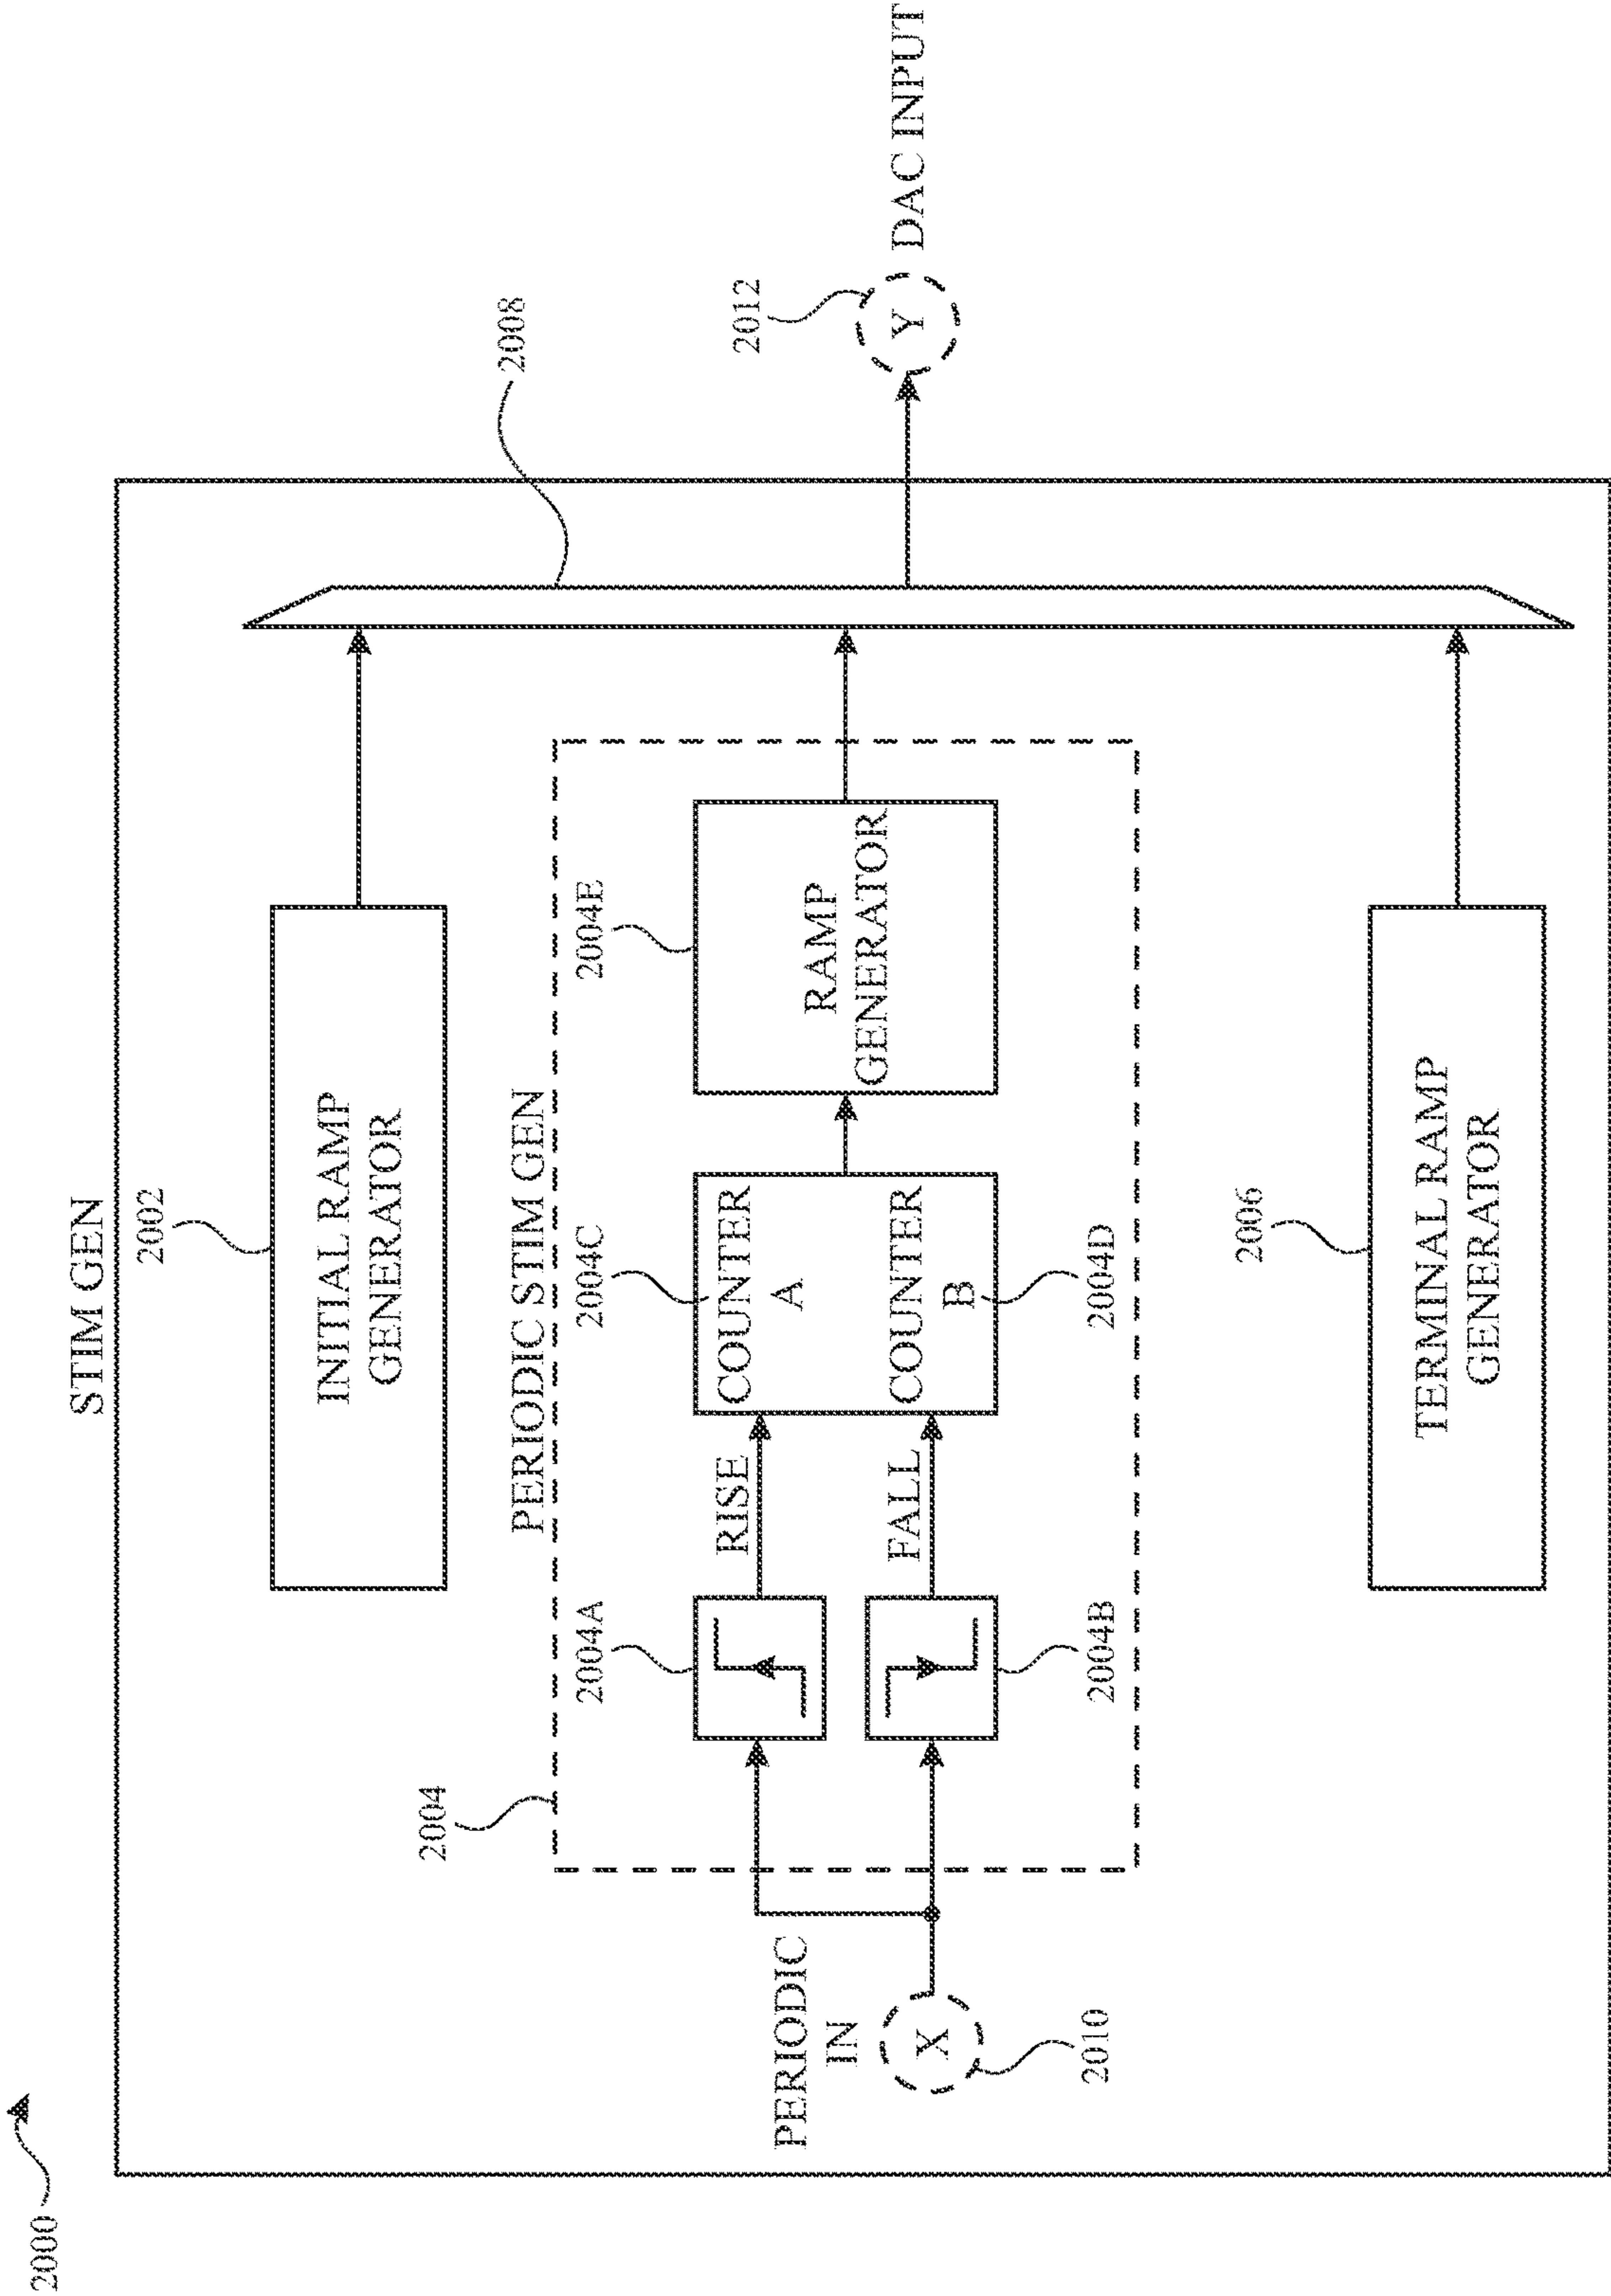 2000
STIM GEN
2002
INITIAL RAMP
GENERATOR
2008
PERIODIC STIM GEN
2004
2004A
RISE
2004C
COUNTER
A
2004E
RAMP
GENERATOR
PERIODIC
IN
X
2010
2004B
FALL
COUNTER
B
2004D
2012
Y
DAC INPUT
2006
TERMINAL RAMP
GENERATOR